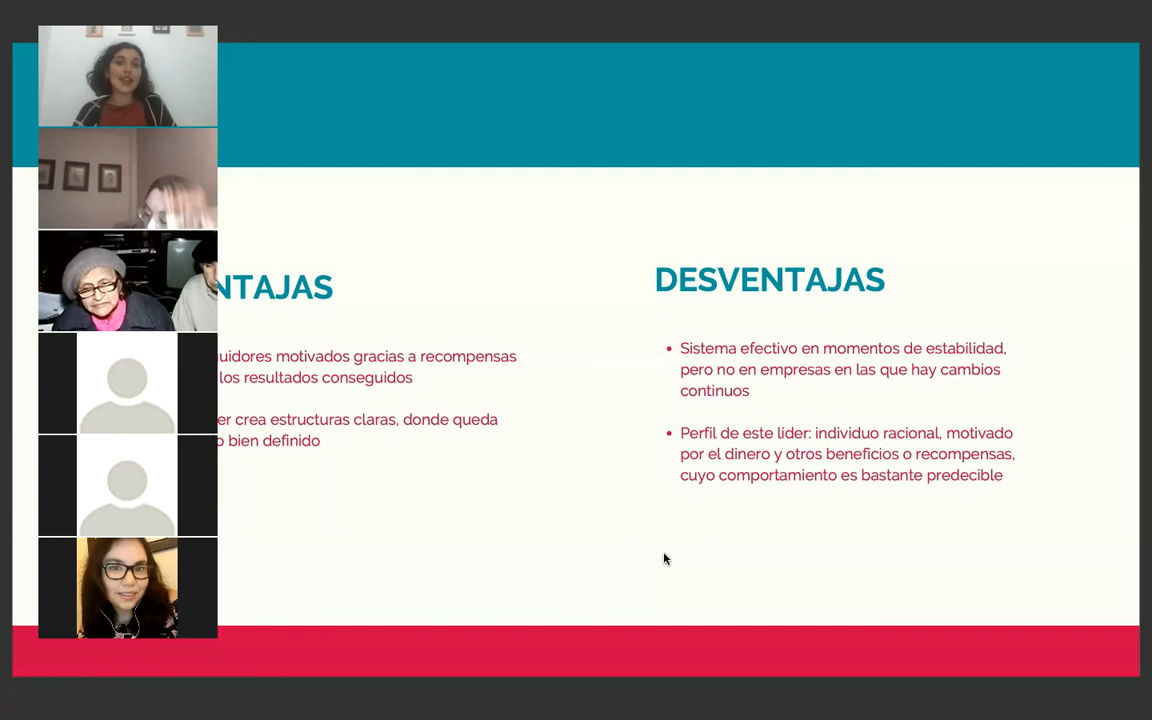 NTAJAS
uidores motivados gracias a recompensas
los resultados conseguidos
er crea estructuras claras, donde queda
o bien definido
DESVENTAJAS
• Sistema efectivo en momentos de estabilidad,
pero no en empresas en las que hay cambios
continuos
• Perfil de este líder: individuo racional, motivado
por el dinero y otros beneficios o recompensas,
cuyo comportamiento es bastante predecible